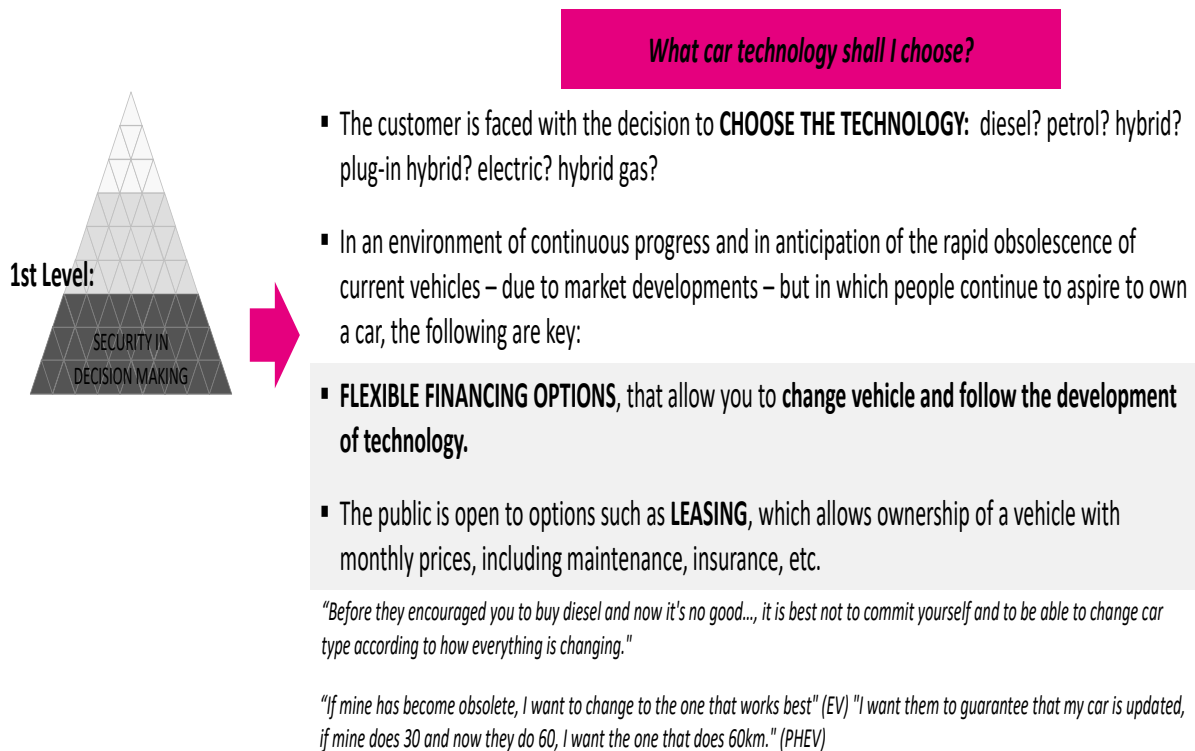 What car technology shall I choose?
▪ The customer is faced with the decision to CHOOSE THE TECHNOLOGY: diesel? petrol? hybrid?
plug-in hybrid? electric? hybrid gas?
▪ In an environment of continuous progress and in anticipation of the rapid obsolescence of
current vehicles – due to market developments – but in which people continue to aspire to own
a car, the following are key:
1st Level:
SECURITY IN
DECISION MAKING
▪ FLEXIBLE FINANCING OPTIONS, that allow you to change vehicle and follow the development
of technology.
▪ The public is open to options such as LEASING, which allows ownership of a vehicle with
monthly prices, including maintenance, insurance, etc.
“Before they encouraged you to buy diesel and now it's no good…, it is best not to commit yourself and to be able to change car
type according to how everything is changing."
“If mine has become obsolete, I want to change to the one that works best" (EV) "I want them to guarantee that my car is updated,
if mine does 30 and now they do 60, I want the one that does 60km." (PHEV)